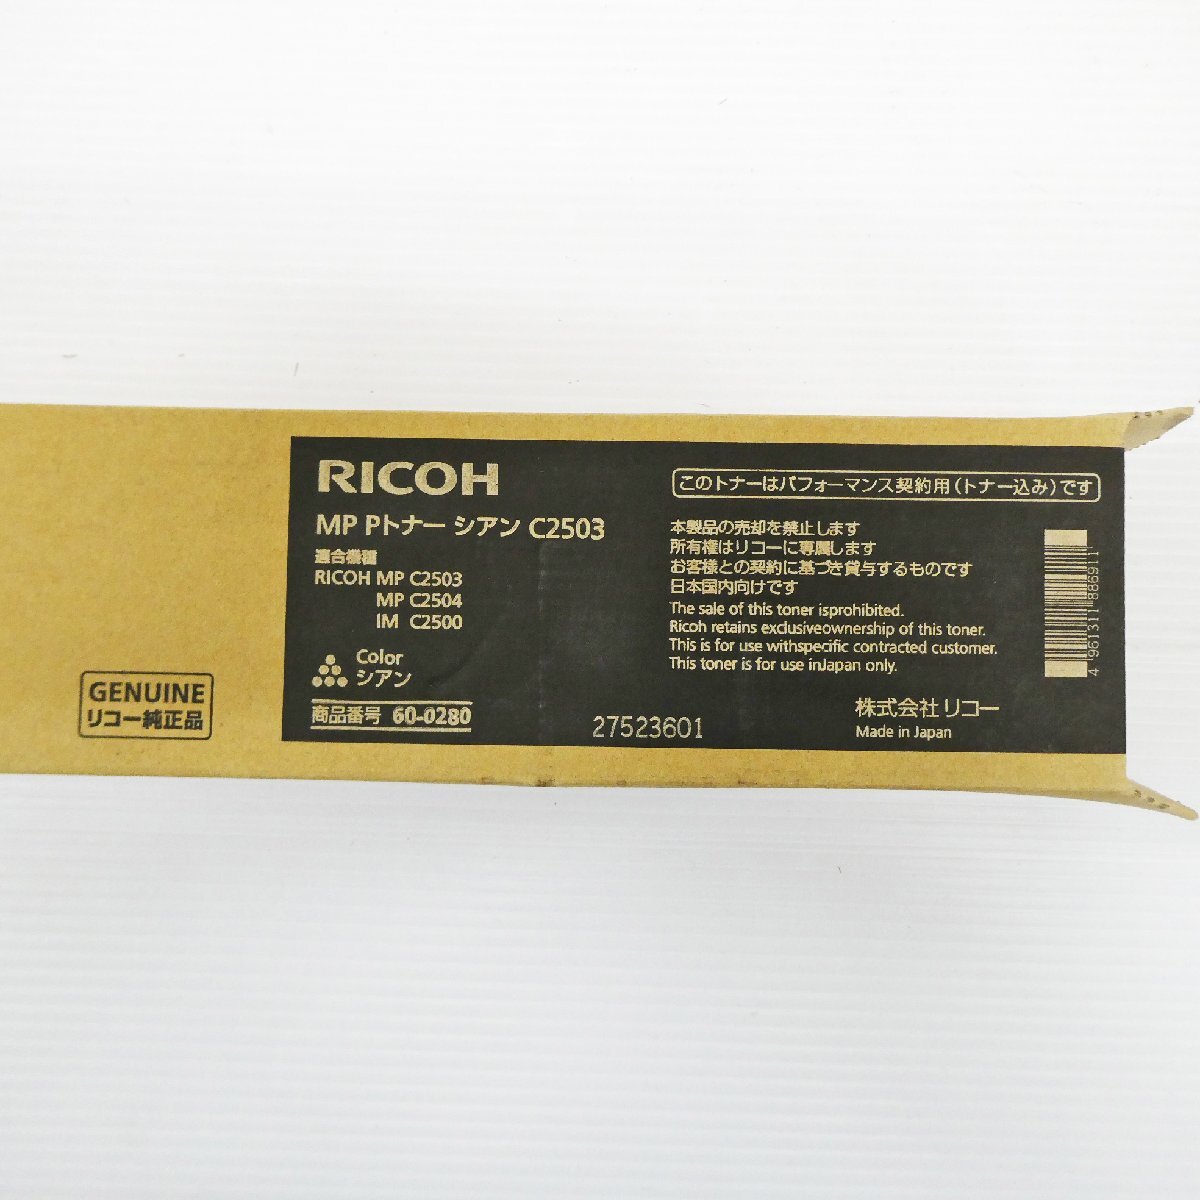 RICOH
MP Pトナー シアン C2503
適合機種
RICOH MP C2503
MP C2504
IM C2500
Color
シアン
商品番号 60-0280
GENUINE
リコー純正品
27523601
このトナーはパフォーマンス契約用(トナー込み)です
本製品の売却を禁止します
所有権はリコーに専属します
お客様との契約に基づき貸与するものです
日本国内向けです
The sale of this toner isprohibited.
Ricoh retains exclusiveownership of this toner.
This is for use withspecific contracted customer.
This toner is for use inJapan only.
株式会社リコー
Made in Japan
4 961311 886911